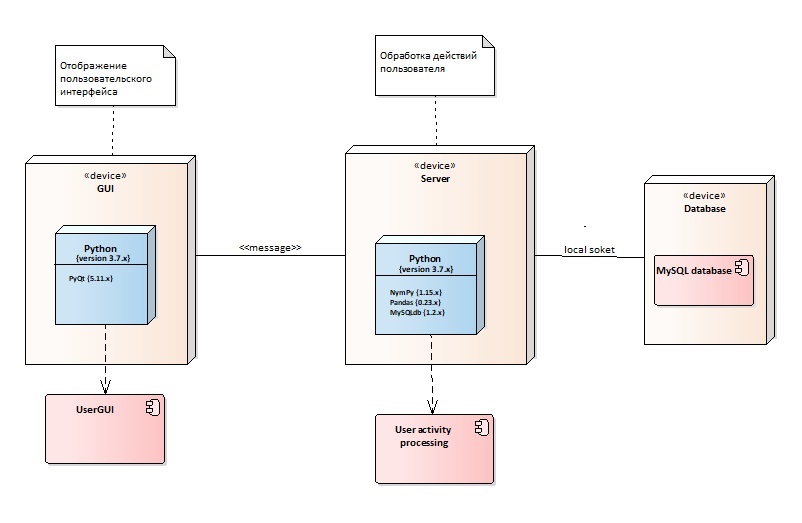 Отображение
пользовательского
интерфейса
Обработка действий
пользователя
«device»
GUI
Python
{version 3.7.x}
PyQt {5.11.x}
UserGUI
<<message>>
«device»
Server
Python
{version 3.7.x}
NymPy {1.15.x}
Pandas {0.23.x}
MySQLdb {1.2.x}
User activity
processing
local soket
«device»
Database
MySQL database